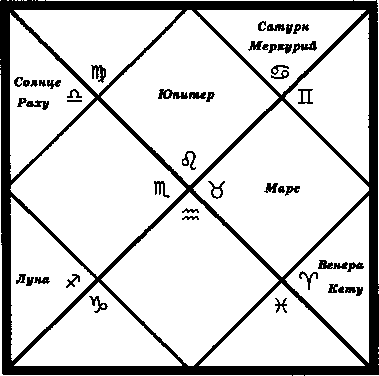 Сатурн
Меркурий
♋
♍
♊
Солнце
Раху
♎
Юпитер
♌
♏
♉
Марс
♒
Луна
♐
♑
♈
Венера
Кету
♓